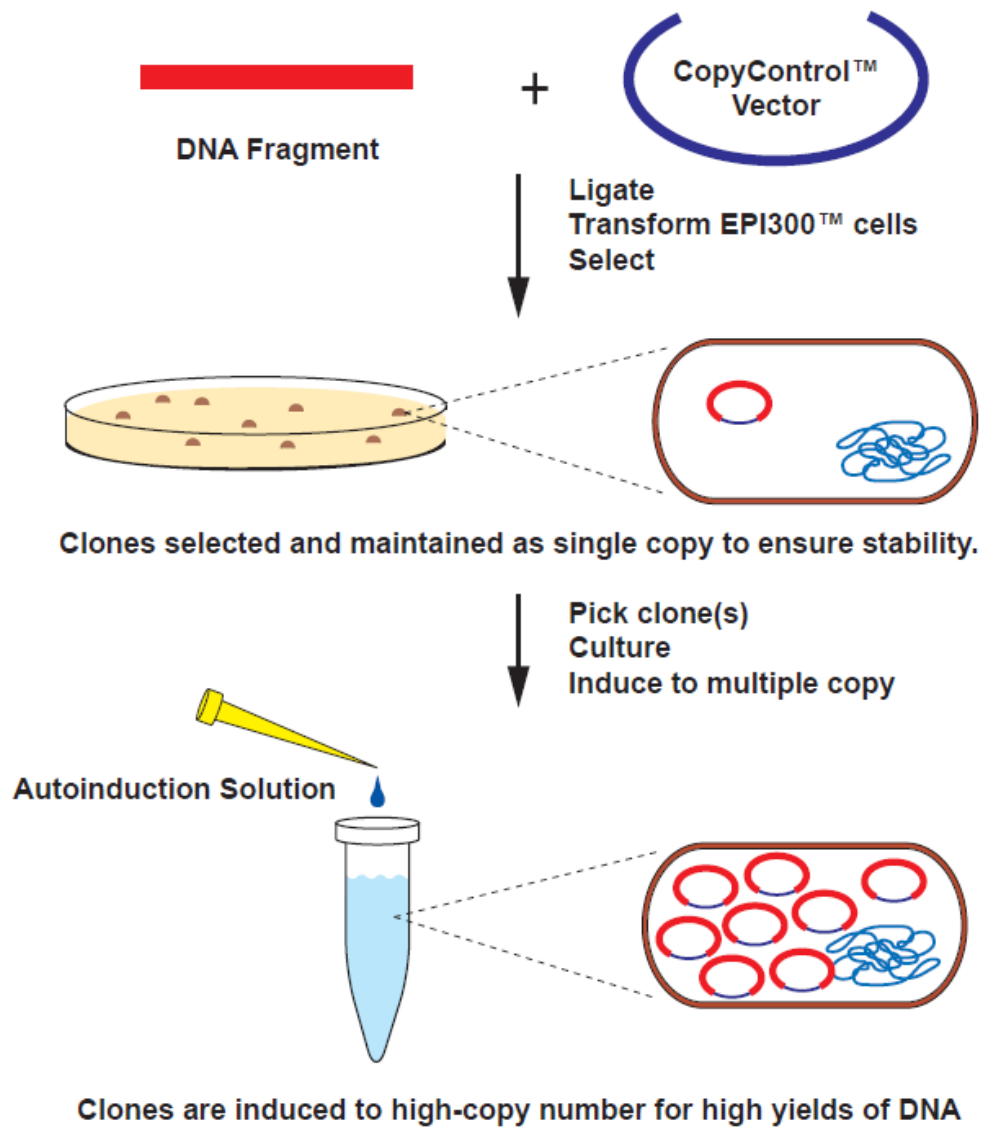 CopyControl™
Vector
+
DNA Fragment
Ligate
Transform EPI300™ cells
Select
Clones selected and maintained as single copy to ensure stability.
Pick clone(s)
Culture
Induce to multiple copy
Autoinduction Solution
Clones are induced to high-copy number for high yields of DNA